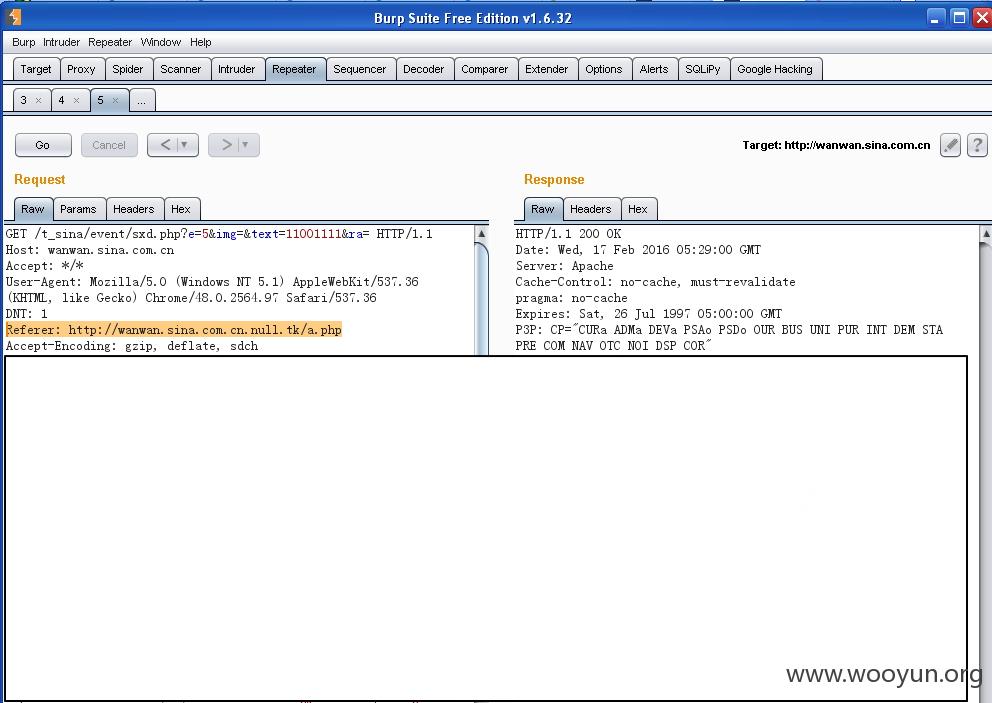 Burp Suite Free Edition v1.6.32
Burp Intruder Repeater Window Help
Target Proxy Spider Scanner Intruder Repeater Sequencer Decoder Comparer Extender Options Alerts SQLiPy Google Hacking
3 × 4 × 5 × ...
Go Cancel < > Target: http://wanwan.sina.com.cn ?
Request
Raw Params Headers Hex
GET /t_sina/event/sxd.php?e=5&img=&text=11001111&ra= HTTP/1.1
Host: wanwan.sina.com.cn
Accept: */*
User-Agent: Mozilla/5.0 (Windows NT 5.1) AppleWebKit/537.36
(KHTML, like Gecko) Chrome/48.0.2564.97 Safari/537.36
DNT: 1
Referer: http://wanwan.sina.com.cn.null.tk/a.php
Accept-Encoding: gzip, deflate, sdch
Response
Raw Headers Hex
HTTP/1.1 200 OK
Date: Wed, 17 Feb 2016 05:29:00 GMT
Server: Apache
Cache-Control: no-cache, must-revalidate
pragma: no-cache
Expires: Sat, 26 Jul 1997 05:00:00 GMT
P3P: CP="CURa ADMa DEVa PSAo PSDo OUR BUS UNI PUR INT DEM STA
PRE COM NAV OTC NOI DSP COR"
www.wooyun.org